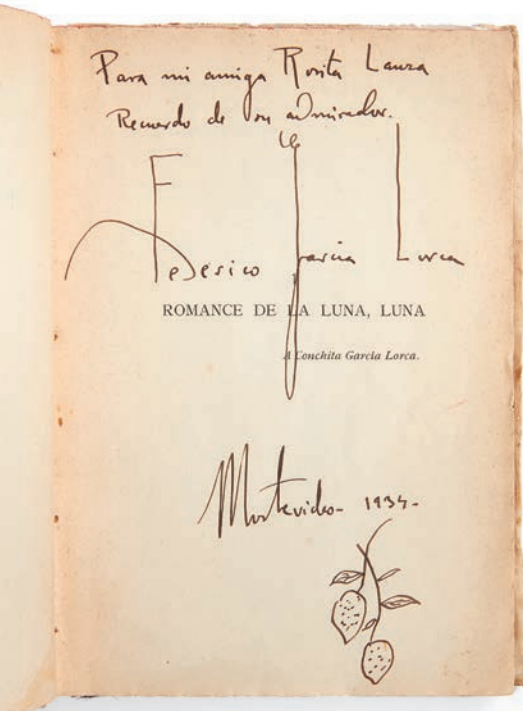 Para mi amiga Rosita Lauza
Recuerdo de su admirador.
Federico García Lorca
ROMANCE DE LA LUNA, LUNA
A Conchita García Lorca.
Montevideo - 1934 -